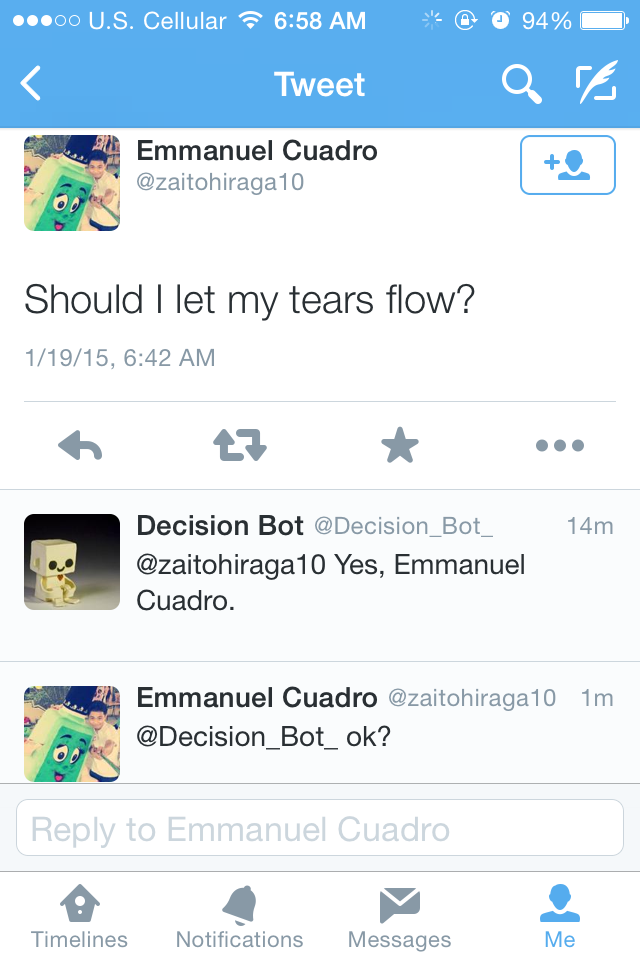 U.S. Cellular 6:58 AM 94%
Tweet
Emmanuel Cuadro
@zaitohiraga10
Should I let my tears flow?
1/19/15, 6:42 AM
Decision Bot @Decision_Bot_ 14m
@zaitohiraga10 Yes, Emmanuel
Cuadro.
Emmanuel Cuadro @zaitohiraga10 1m
@Decision_Bot_ ok?
Reply to Emmanuel Cuadro
Timelines Notifications Messages Me